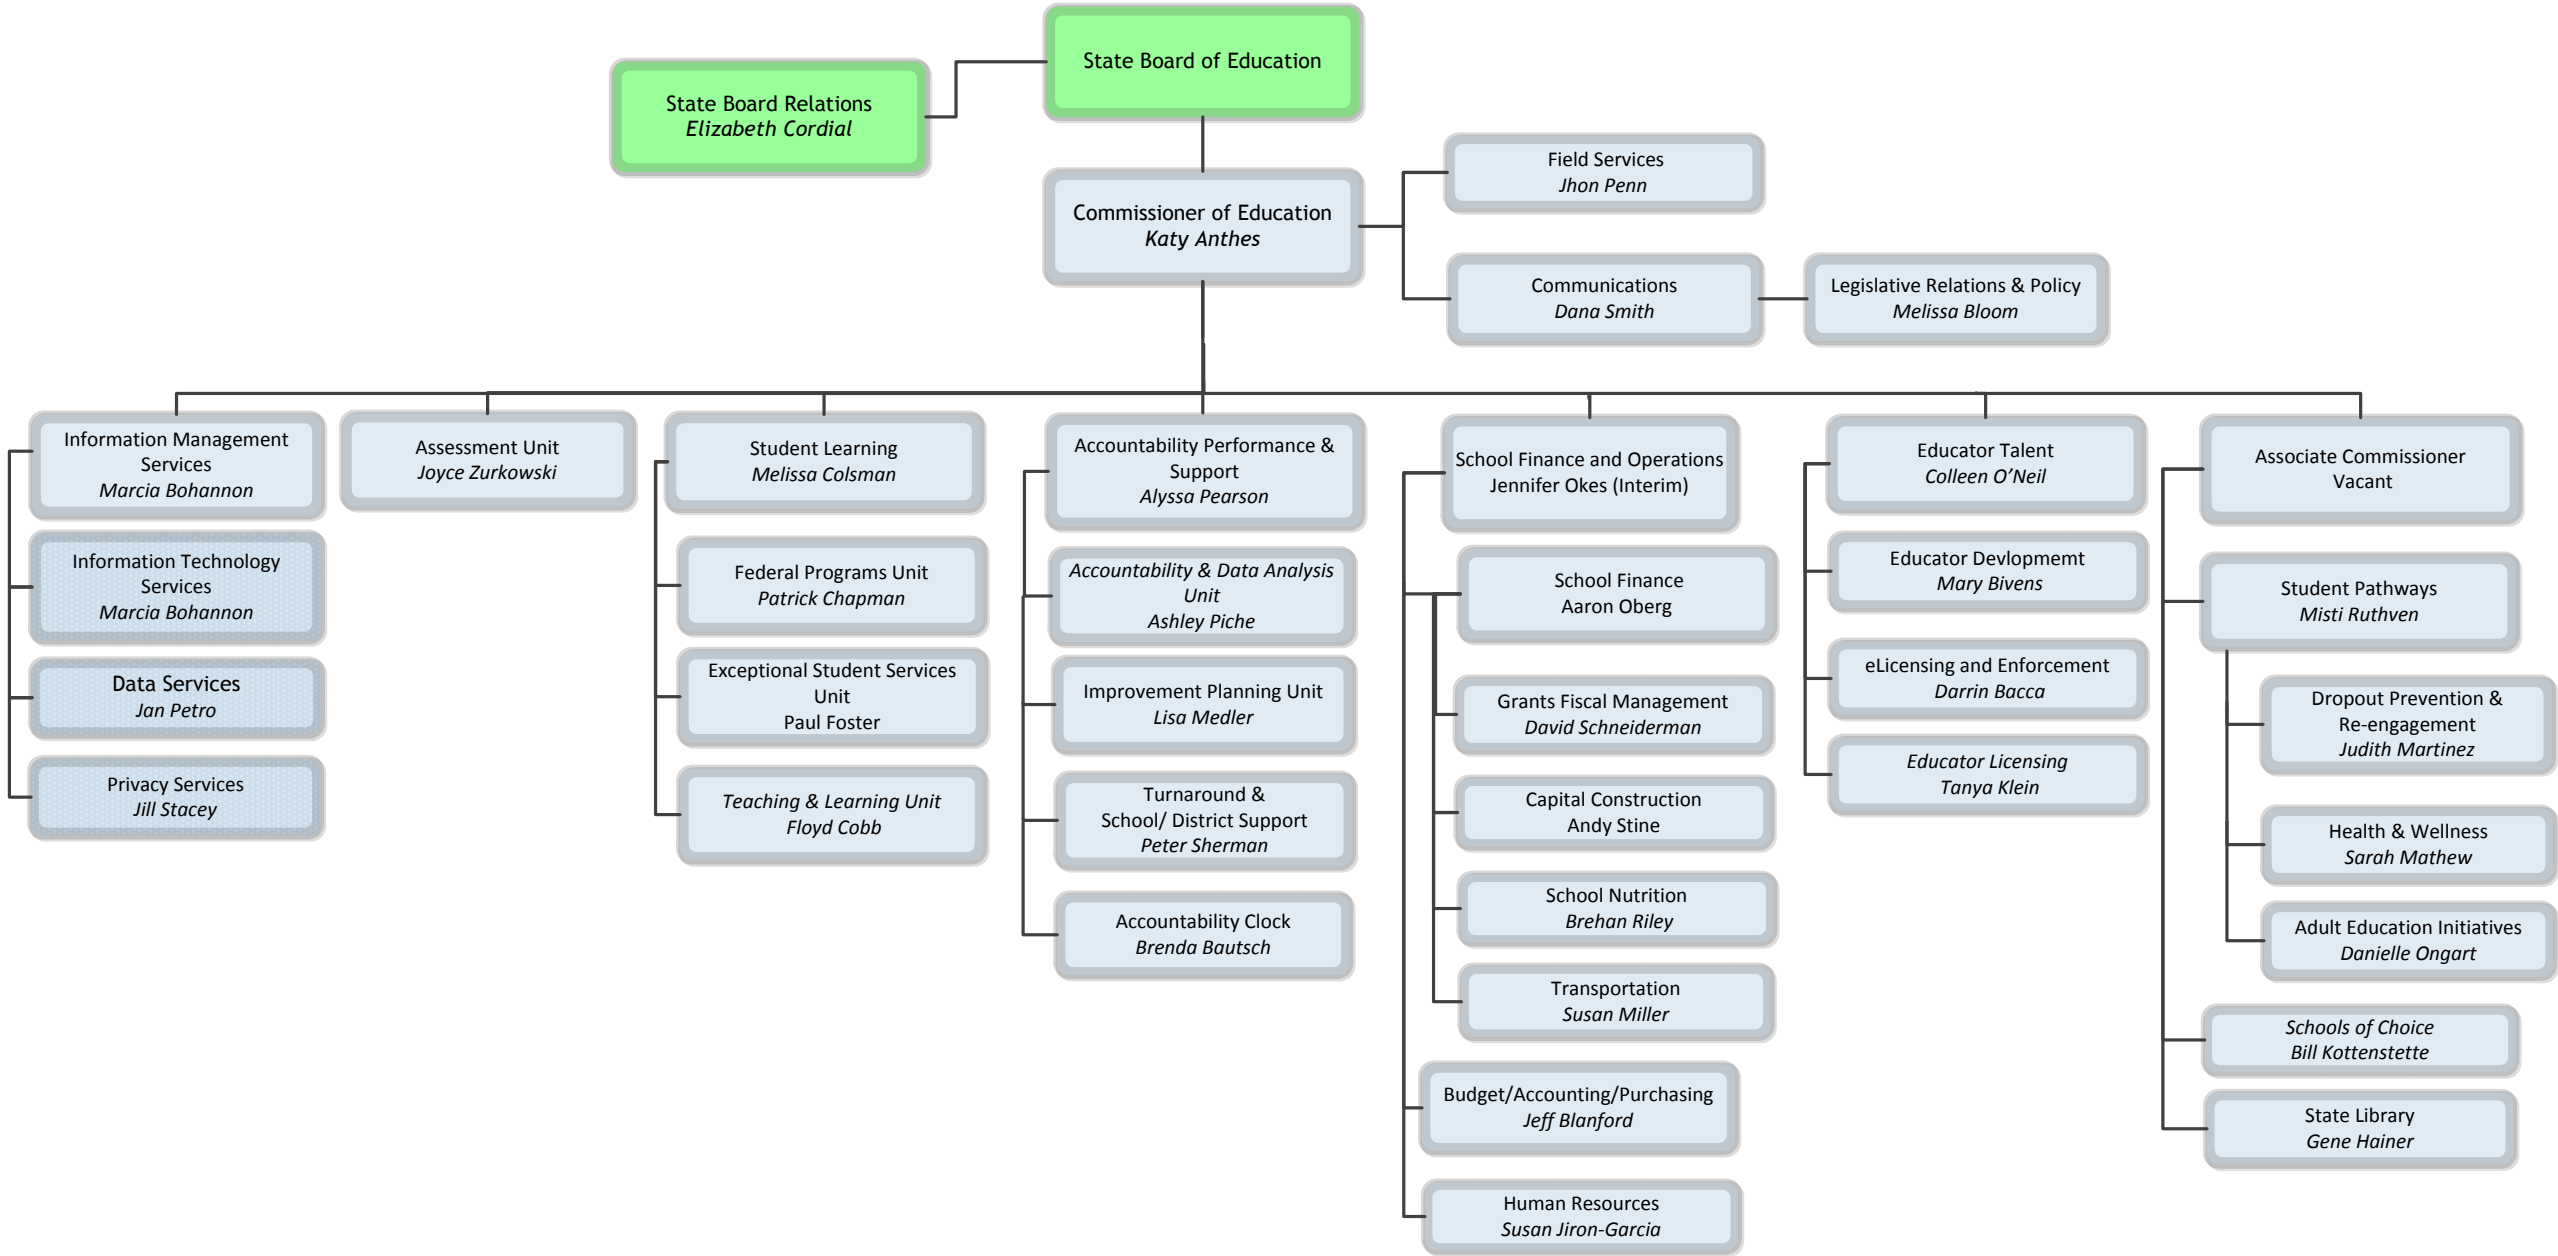 State Board of Education
State Board Relations
Elizabeth Cordial
Commissioner of Education
Katy Anthes
Field Services
Jhon Penn
Communications
Dana Smith
Legislative Relations & Policy
Melissa Bloom
Information Management
Services
Marcia Bohannon
Information Technology
Services
Marcia Bohannon
Data Services
Jan Petro
Privacy Services
Jill Stacey
Assessment Unit
Joyce Zurkowski
Student Learning
Melissa Colsman
Federal Programs Unit
Patrick Chapman
Exceptional Student Services
Unit
Paul Foster
Teaching & Learning Unit
Floyd Cobb
Accountability Performance &
Support
Alyssa Pearson
Accountability & Data Analysis
Unit
Ashley Piche
Improvement Planning Unit
Lisa Medler
Turnaround &
School/ District Support
Peter Sherman
Accountability Clock
Brenda Bautsch
School Finance and Operations
Jennifer Okes (Interim)
School Finance
Aaron Oberg
Grants Fiscal Management
David Schneiderman
Capital Construction
Andy Stine
School Nutrition
Brehan Riley
Transportation
Susan Miller
Budget/Accounting/Purchasing
Jeff Blanford
Human Resources
Susan Jiron-Garcia
Educator Talent
Colleen O’Neil
Educator Devlopmemt
Mary Bivens
eLicensing and Enforcement
Darrin Bacca
Educator Licensing
Tanya Klein
Associate Commissioner
Vacant
Student Pathways
Misti Ruthven
Dropout Prevention &
Re-engagement
Judith Martinez
Health & Wellness
Sarah Mathew
Adult Education Initiatives
Danielle Ongart
Schools of Choice
Bill Kottenstette
State Library
Gene Hainer